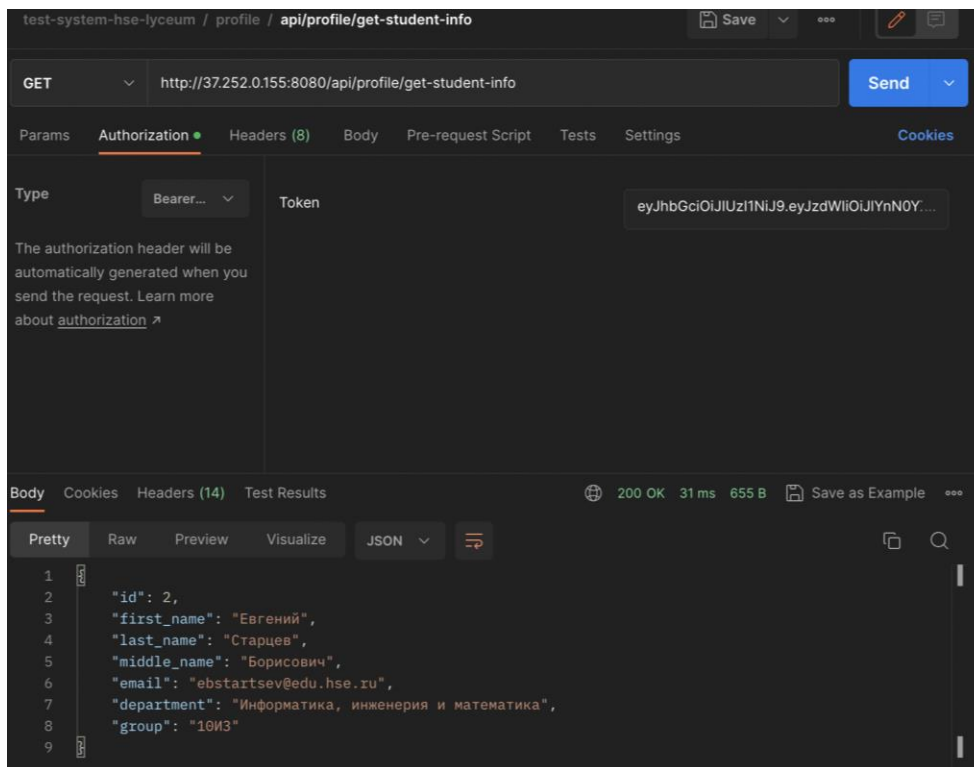 test-system-hse-lyceum / profile / api/profile/get-student-info
Save
GET http://37.252.0.155:8080/api/profile/get-student-info Send
Params Authorization Headers (8) Body Pre-request Script Tests Settings Cookies
Type Bearer... Token eyJhbGciOiJIUzI1NiJ9.eyJzdWIiOiJlYnN0Y...
The authorization header will be
automatically generated when you
send the request. Learn more
about authorization ↗
Body Cookies Headers (14) Test Results 200 OK 31 ms 655 B Save as Example
Pretty Raw Preview Visualize JSON
1 {
2 "id": 2,
3 "first_name": "Евгений",
4 "last_name": "Старцев",
5 "middle_name": "Борисович",
6 "email": "ebstartsev@edu.hse.ru",
7 "department": "Информатика, инженерия и математика",
8 "group": "10И3"
9 }